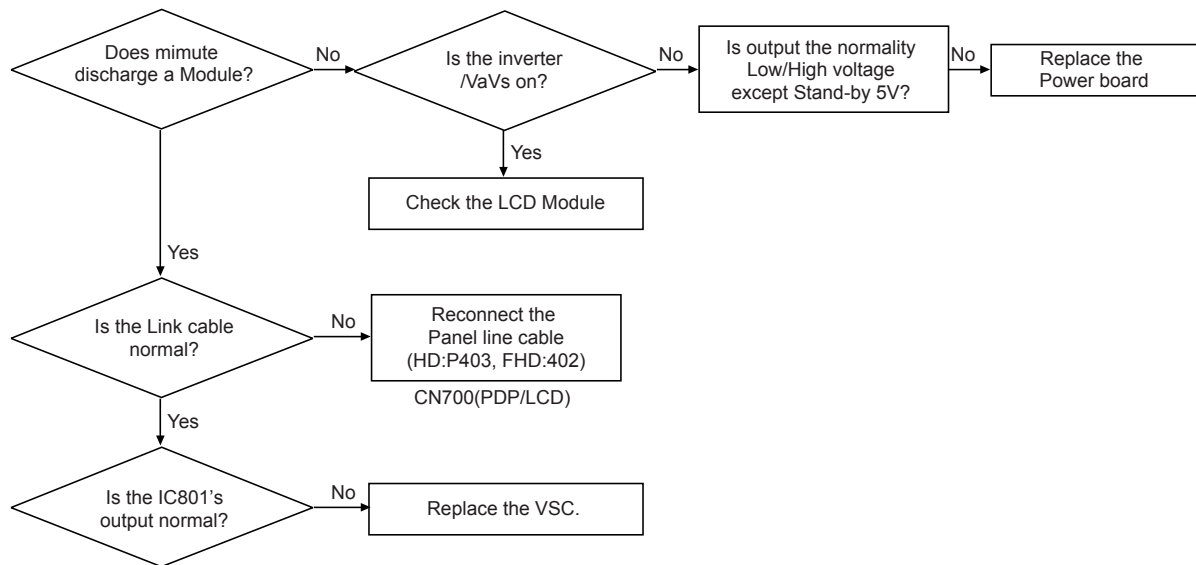 Does mimute
discharge a Module?
No
Is the inverter
/VaVs on?
No
Is output the normality
Low/High voltage
except Stand-by 5V?
No
Replace the
Power board
Yes
Check the LCD Module
Yes
Is the Link cable
normal?
No
Reconnect the
Panel line cable
(HD:P403, FHD:402)
CN700(PDP/LCD)
Yes
Is the IC801's
output normal?
No
Replace the VSC.